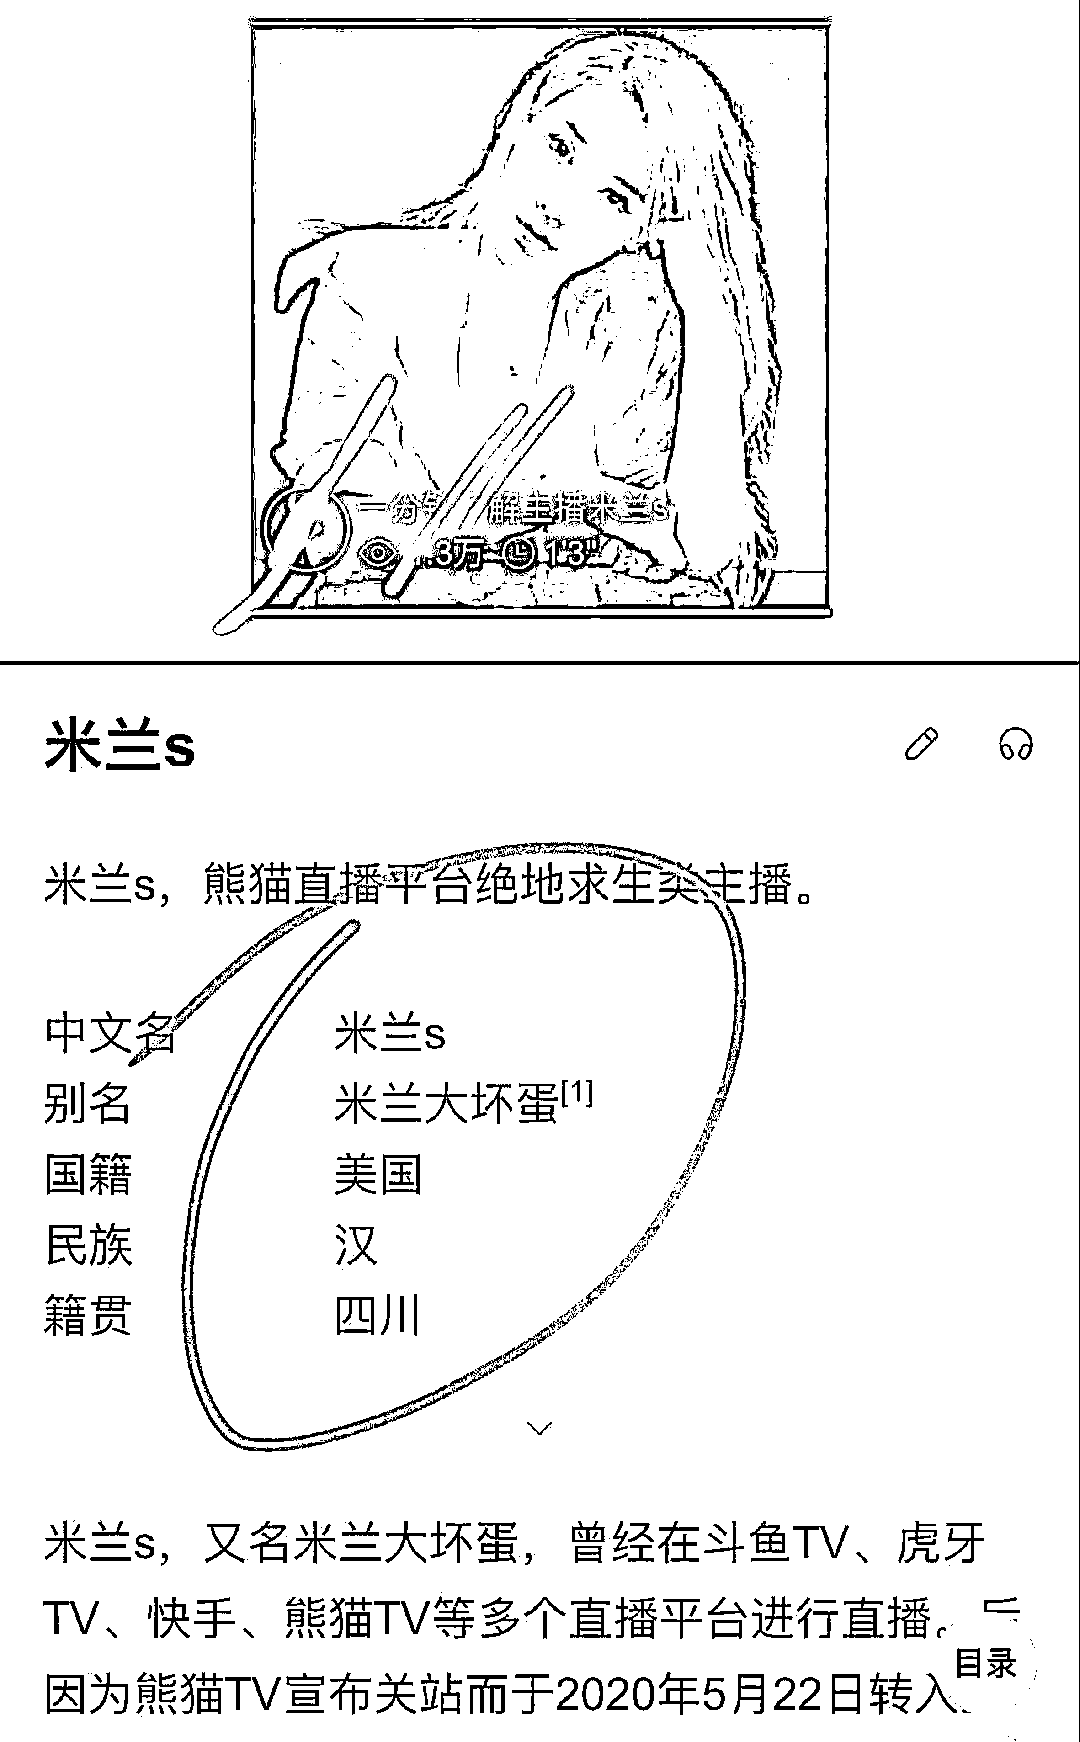 一分钟 解主播米兰s
.3万 1'3"
米兰s
米兰s，熊猫直播平台绝地求生类主播。
中文名 米兰s
别名 米兰大坏蛋[1]
国籍 美国
民族 汉
籍贯 四川
米兰s，又名米兰大坏蛋，曾经在斗鱼TV、虎牙
TV、快手、熊猫TV等多个直播平台进行直播。
目录
因为熊猫TV宣布关站而于2020年5月22日转入